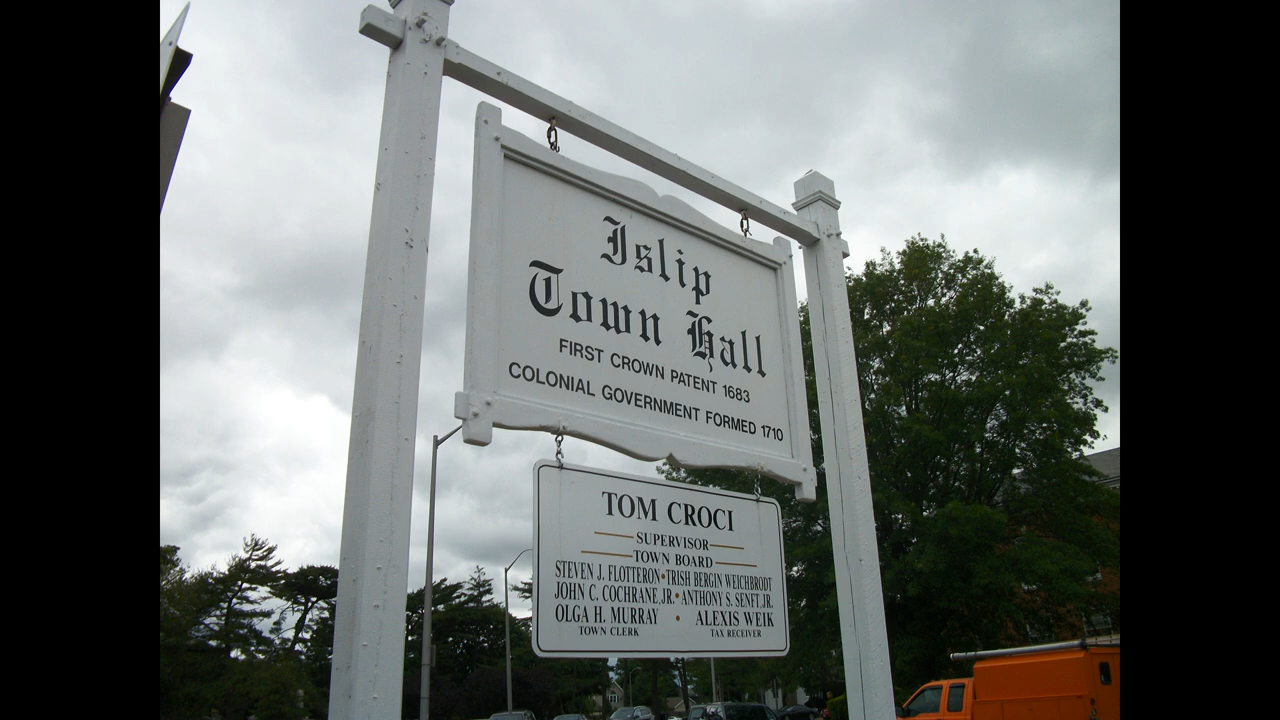 Islip
Town Hall
FIRST CROWN PATENT 1683
COLONIAL GOVERNMENT FORMED 1710
TOM CROCI
SUPERVISOR
TOWN BOARD
STEVEN J. FLOTTERON • TRISH BERGIN WEICHBRODT
JOHN C. COCHRANE, JR. • ANTHONY S. SENFT, JR.
OLGA H. MURRAY • ALEXIS WEIK
TOWN CLERK TAX RECEIVER